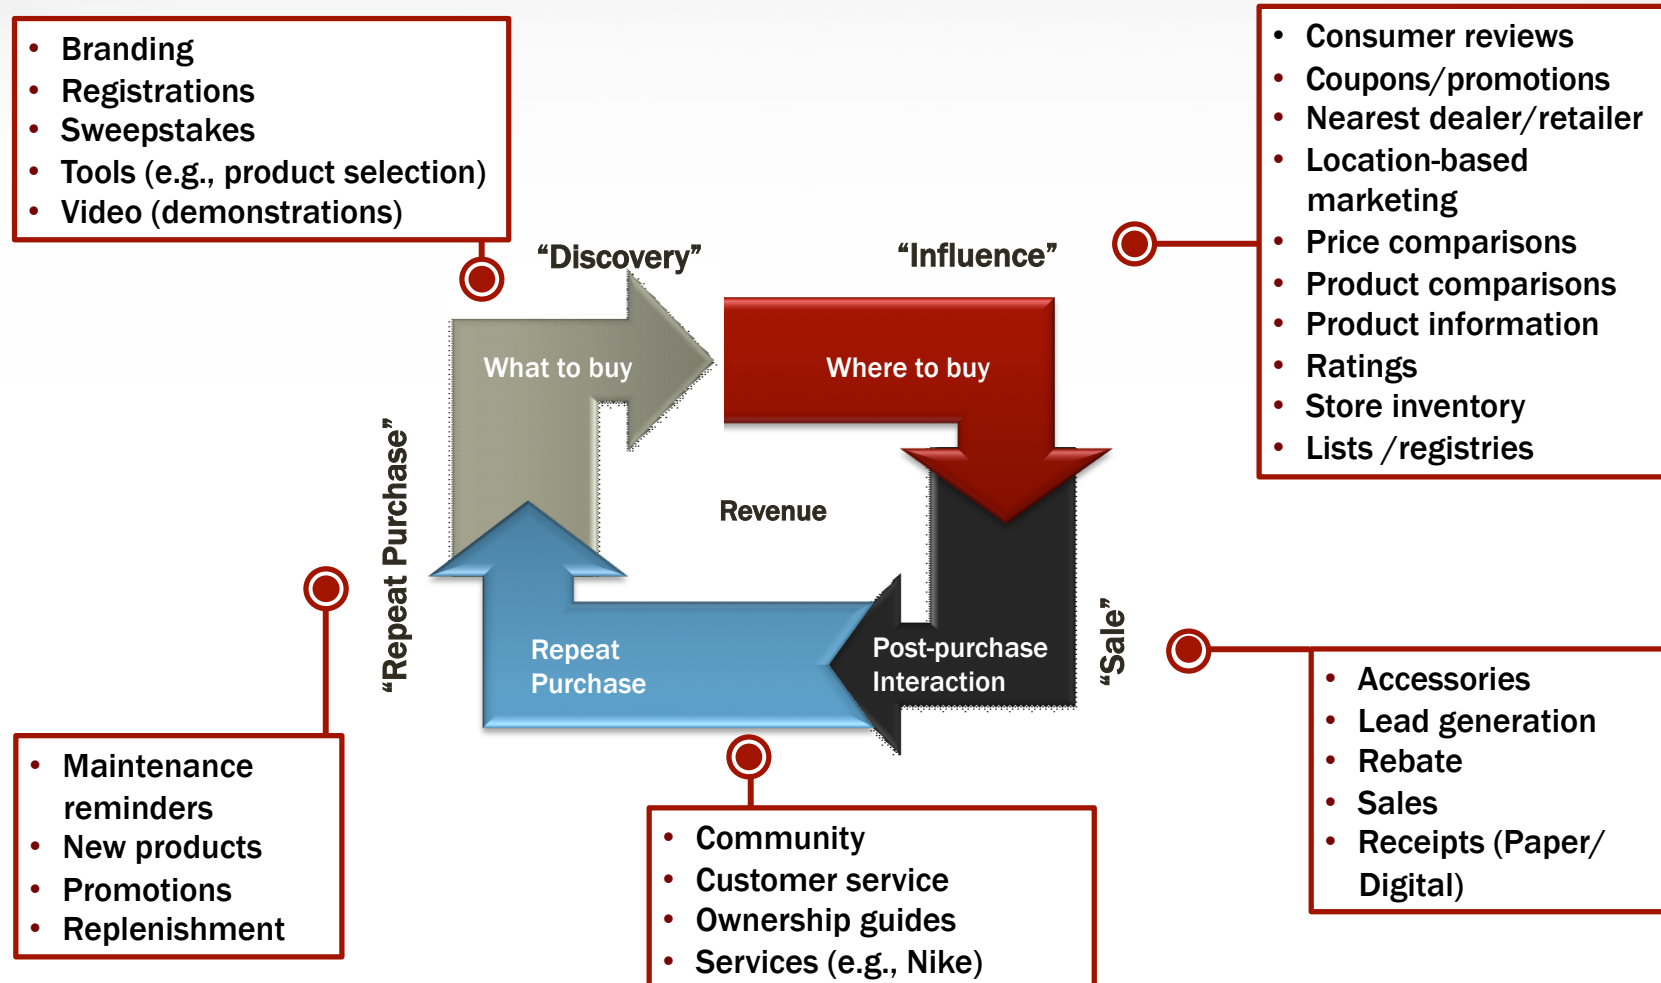 • Branding
• Registrations
• Sweepstakes
• Tools (e.g., product selection)
• Video (demonstrations)
• Consumer reviews
• Coupons/promotions
• Nearest dealer/retailer
• Location-based
marketing
• Price comparisons
• Product comparisons
• Product information
• Ratings
• Store inventory
• Lists /registries
“Discovery”
“Influence”
What to buy
Where to buy
“Repeat Purchase”
Revenue
“Sale”
Repeat
Purchase
Post-purchase
Interaction
• Maintenance
reminders
• New products
• Promotions
• Replenishment
• Community
• Customer service
• Ownership guides
• Services (e.g., Nike)
• Accessories
• Lead generation
• Rebate
• Sales
• Receipts (Paper/
Digital)